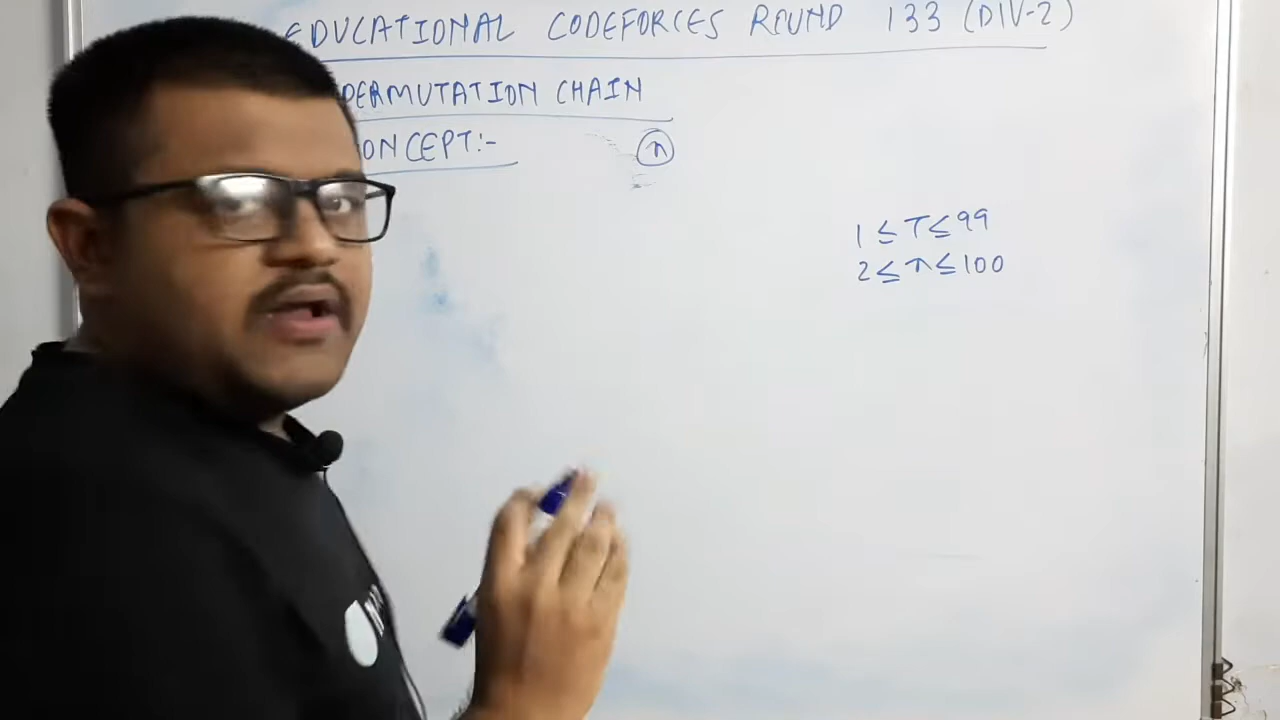 EDUCATIONAL CODEFORCES ROUND 133 (DIV-2)
PERMUTATION CHAIN
ONCEPT:-
n
1 ≤ T ≤ 99
2 ≤ n ≤ 100